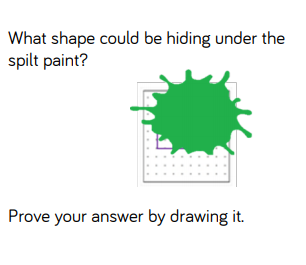 What shape could be hiding under the
spilt paint?
Prove your answer by drawing it.